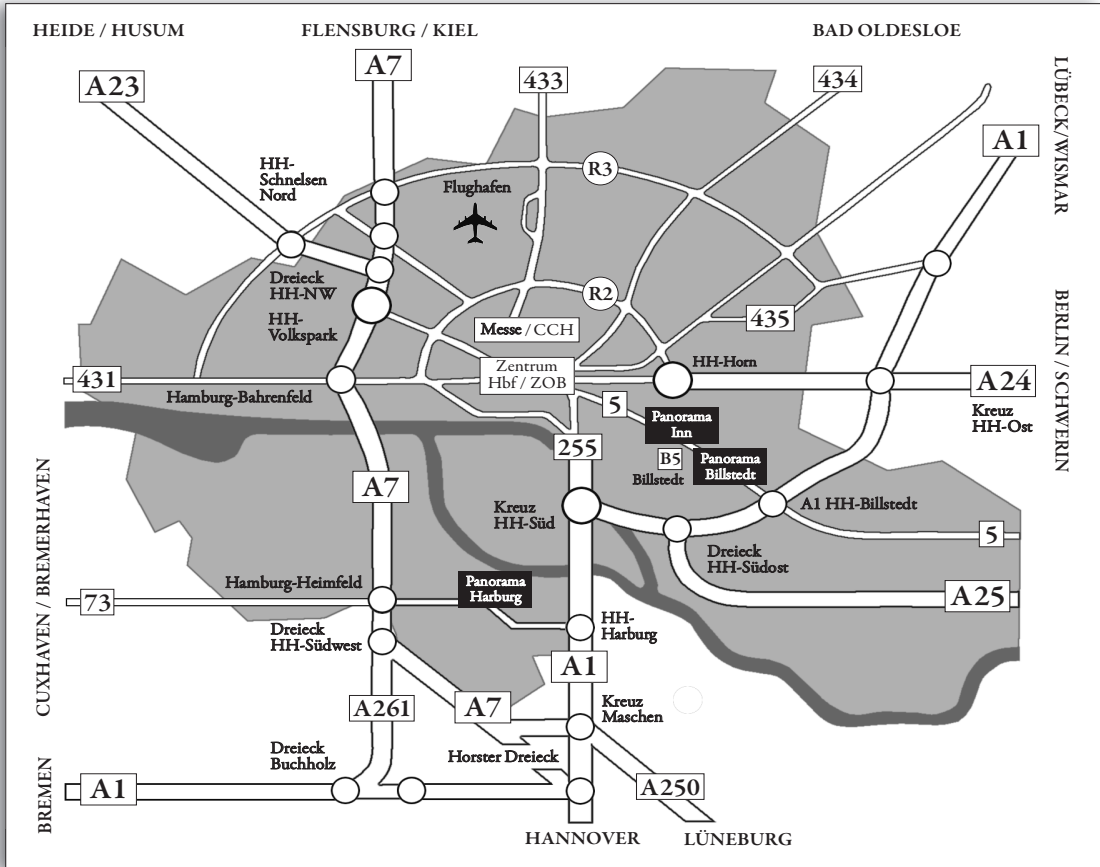 HEIDE / HUSUM
FLENSBURG / KIEL
BAD OLDESLOE
LÜBECK/WISMAR
A23
A7
433
434
A1
HH-
Schnelsen
Nord
R3
Flughafen
Dreieck
HH-NW
HH-
Volkspark
R2
Messe / CCH
435
BERLIN / SCHWERIN
Zentrum
Hbf / ZOB
HH-Horn
431
Hamburg-Bahrenfeld
A24
Kreuz
HH-Ost
5
Panorama
Inn
255
B5
Billstedt
Panorama
Billstedt
A7
Kreuz
HH-Süd
A1 HH-Billstedt
5
Dreieck
HH-Südost
CUXHAVEN / BREMERHAVEN
Hamburg-Heimfeld
Panorama
Harburg
A25
73
Dreieck
HH-Südwest
HH-
Harburg
A1
A261
A7
Kreuz
Maschen
Dreieck
Buchholz
Horster Dreieck
BREMEN
A1
A250
HANNOVER
LÜNEBURG